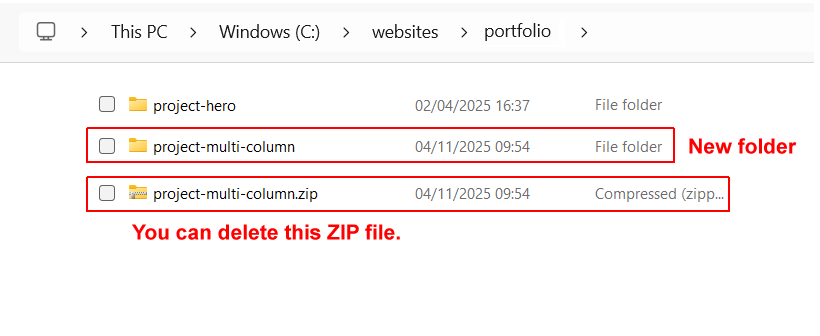 This PC > Windows (C:) > websites > portfolio >
project-hero 02/04/2025 16:37 File folder
project-multi-column 04/11/2025 09:54 File folder New folder
project-multi-column.zip 04/11/2025 09:54 Compressed (zipp...
You can delete this ZIP file.